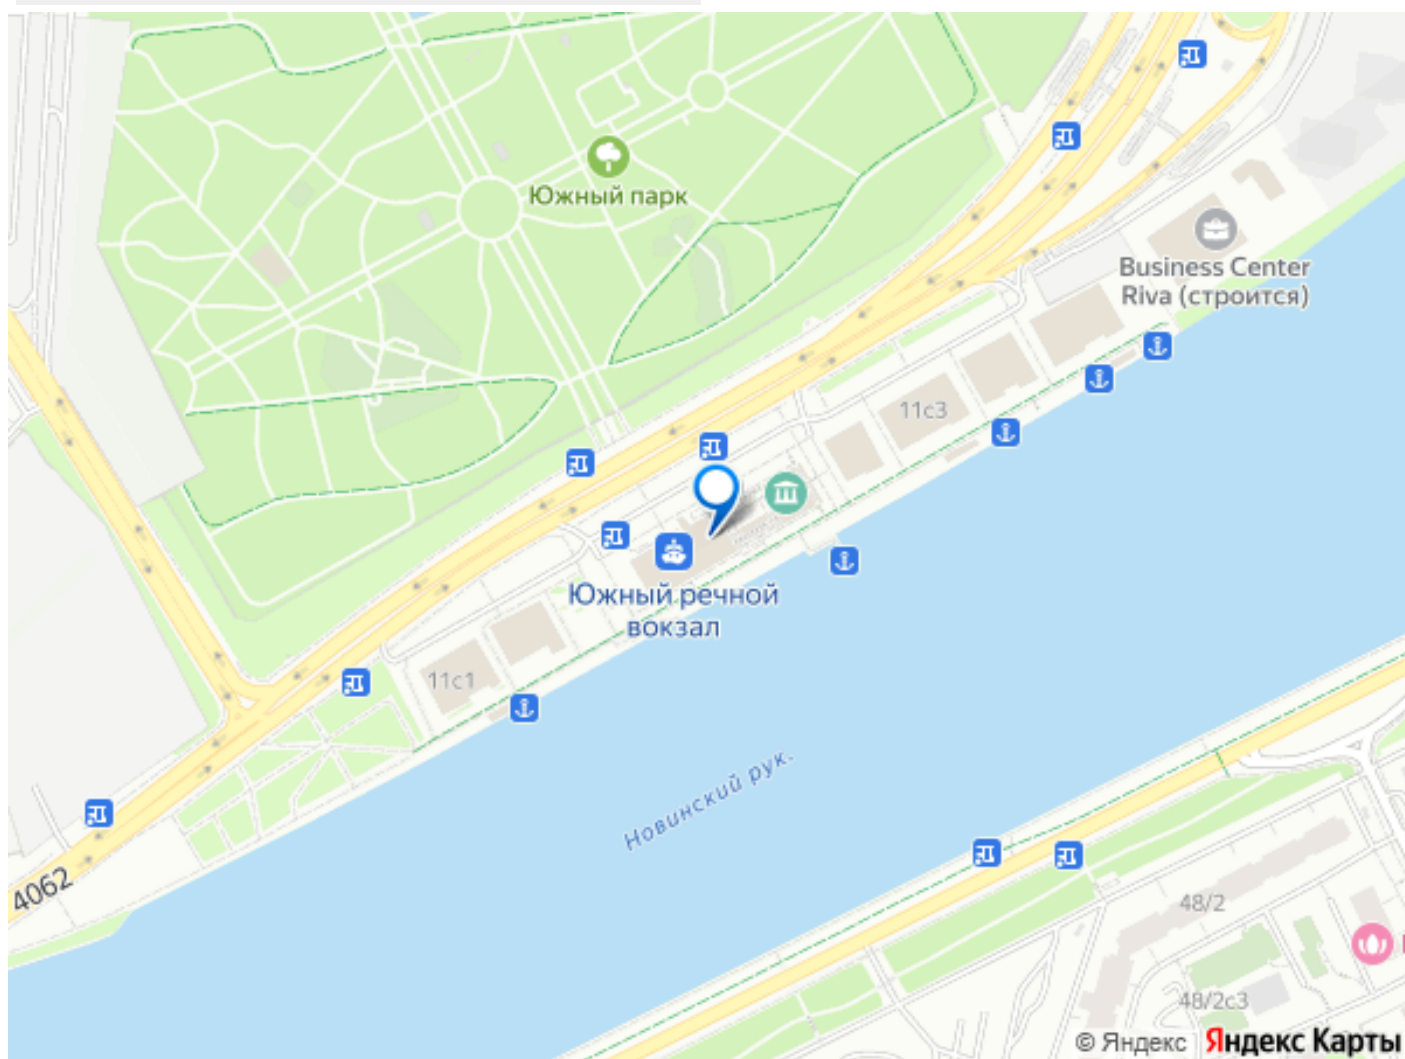 Южный парк
Business Center
Riva (строится)
11с3
Южный речной
вокзал
11с1
Новинский рук.
4062
48/2
48/2с3
© Яндекс Яндекс Карты